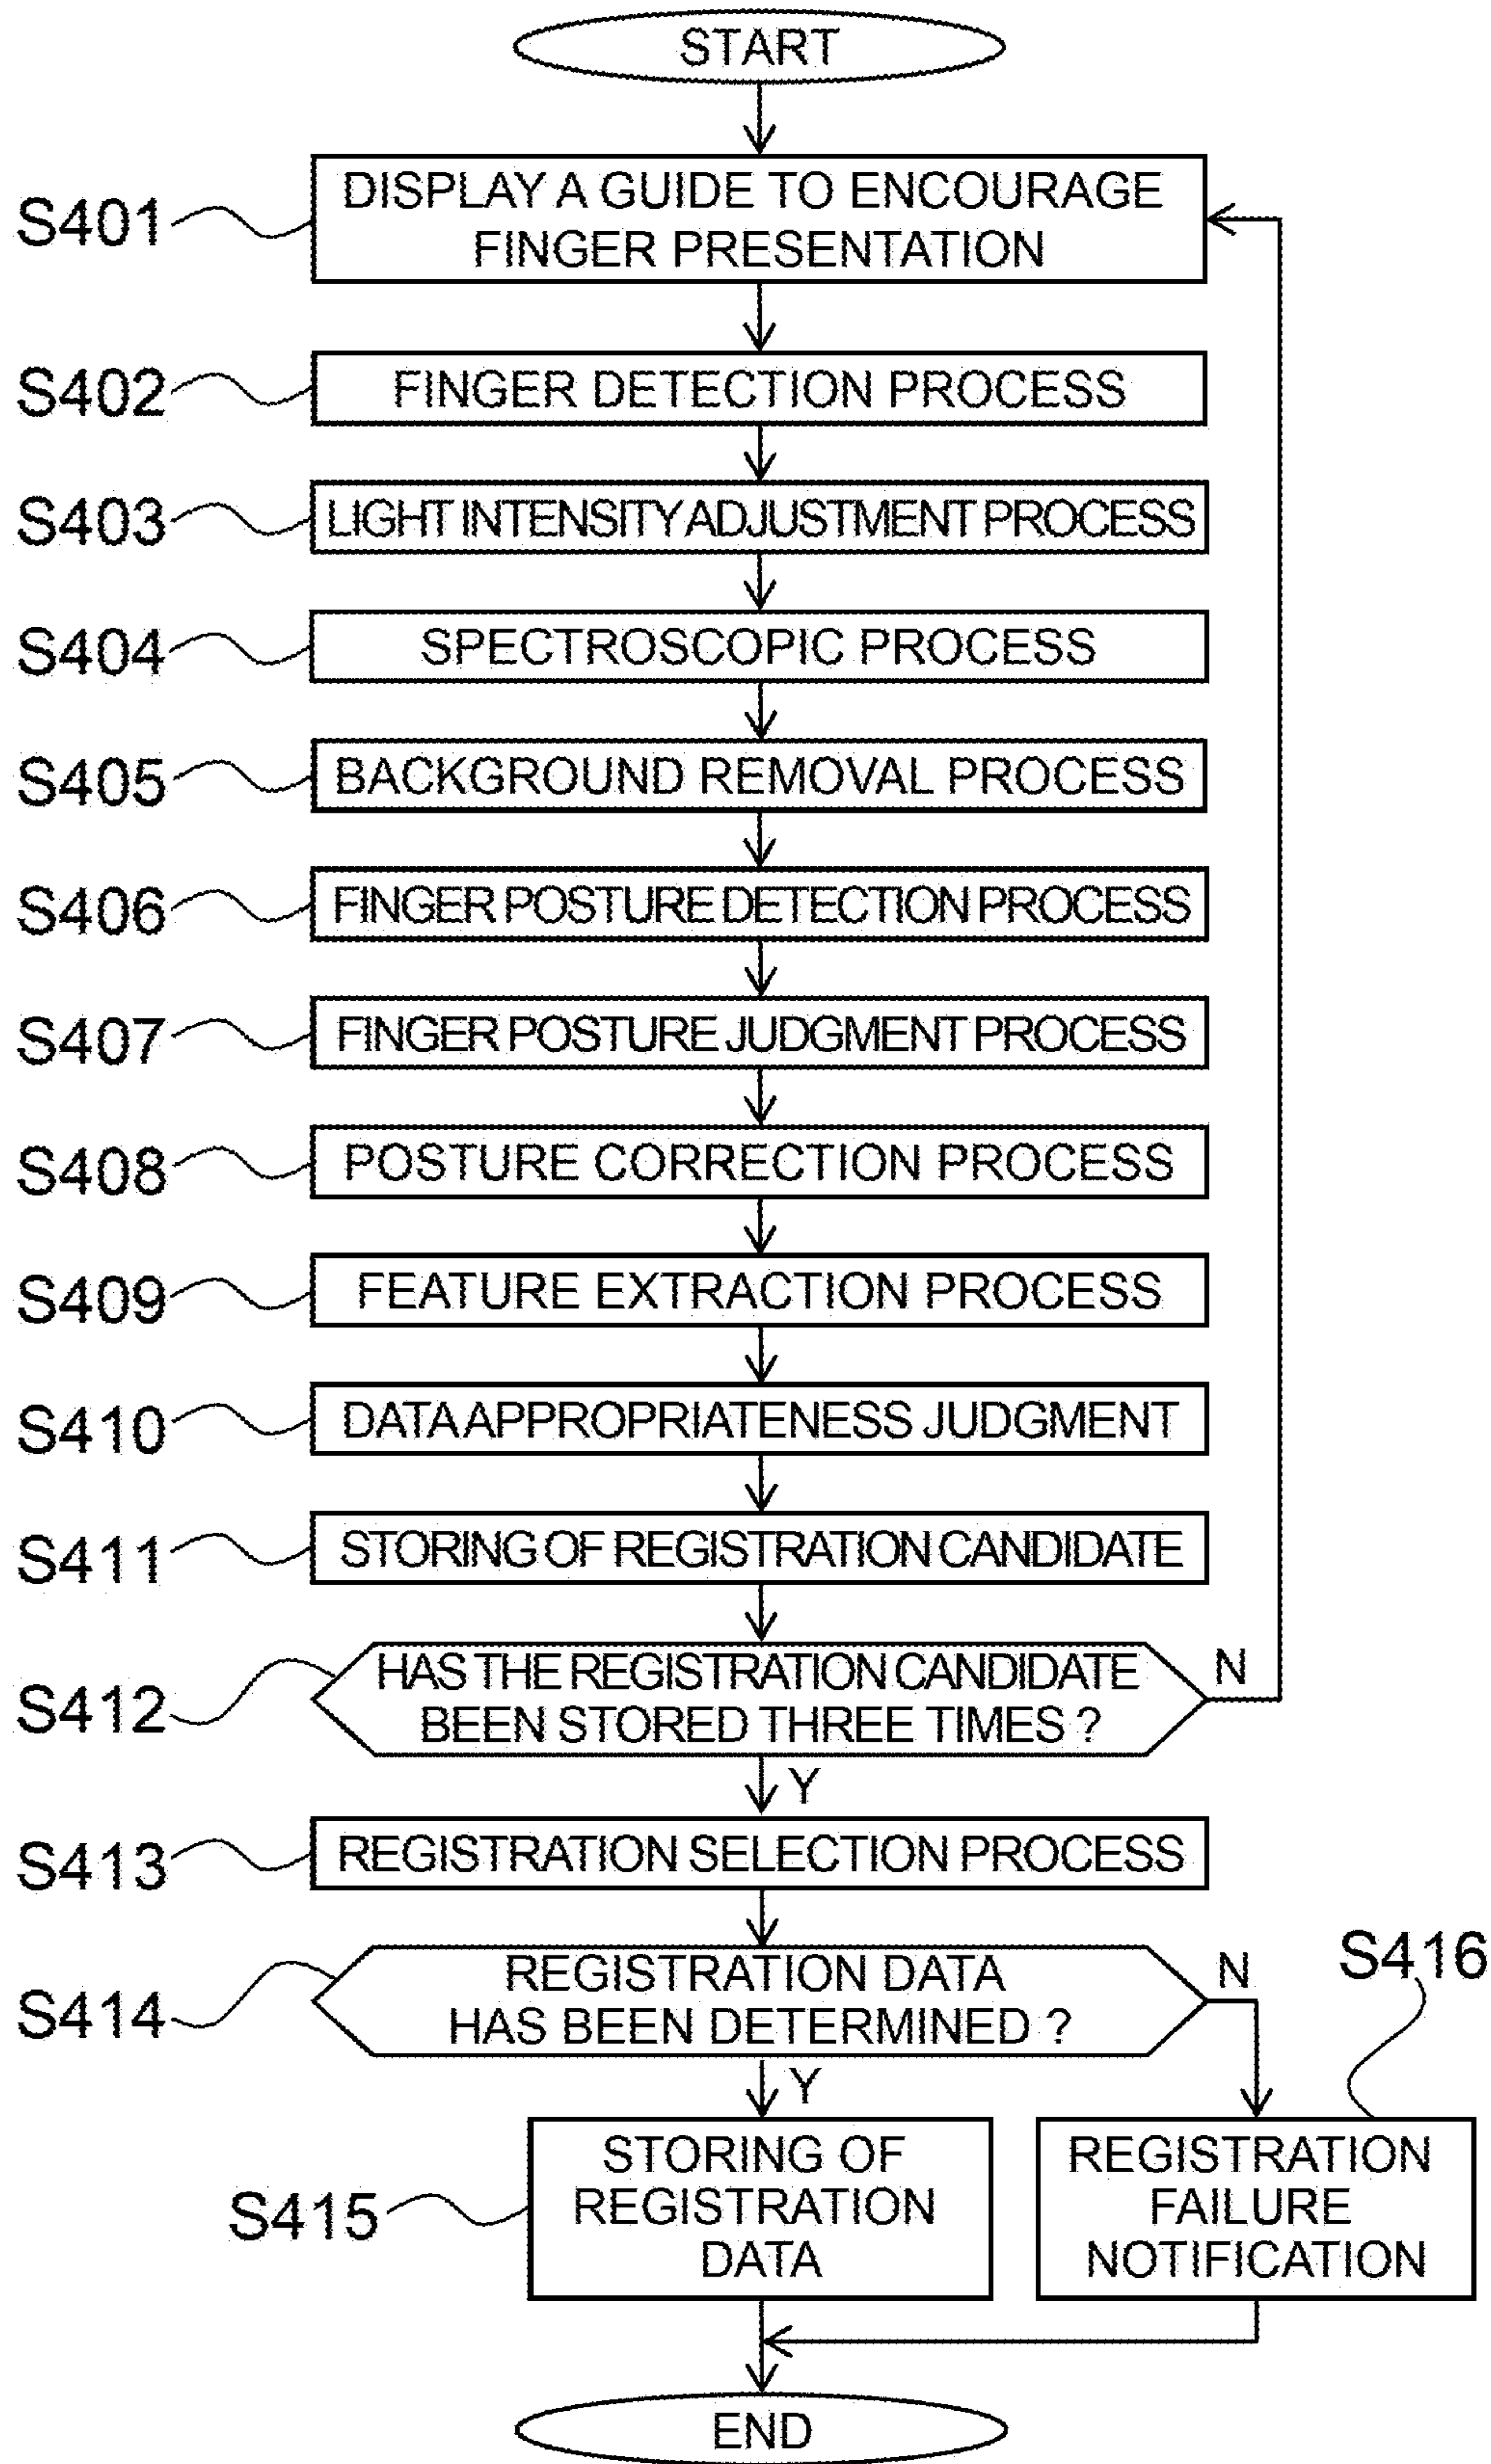 START
S401
DISPLAY A GUIDE TO ENCOURAGE
FINGER PRESENTATION
S402
FINGER DETECTION PROCESS
S403
LIGHT INTENSITY ADJUSTMENT PROCESS
S404
SPECTROSCOPIC PROCESS
S405
BACKGROUND REMOVAL PROCESS
S406
FINGER POSTURE DETECTION PROCESS
S407
FINGER POSTURE JUDGMENT PROCESS
S408
POSTURE CORRECTION PROCESS
S409
FEATURE EXTRACTION PROCESS
S410
DATA APPROPRIATENESS JUDGMENT
S411
STORING OF REGISTRATION CANDIDATE
S412
HAS THE REGISTRATION CANDIDATE
BEEN STORED THREE TIMES ?
N
Y
S413
REGISTRATION SELECTION PROCESS
S414
REGISTRATION DATA
HAS BEEN DETERMINED ?
N
S416
Y
S415
STORING OF
REGISTRATION
DATA
REGISTRATION
FAILURE
NOTIFICATION
END